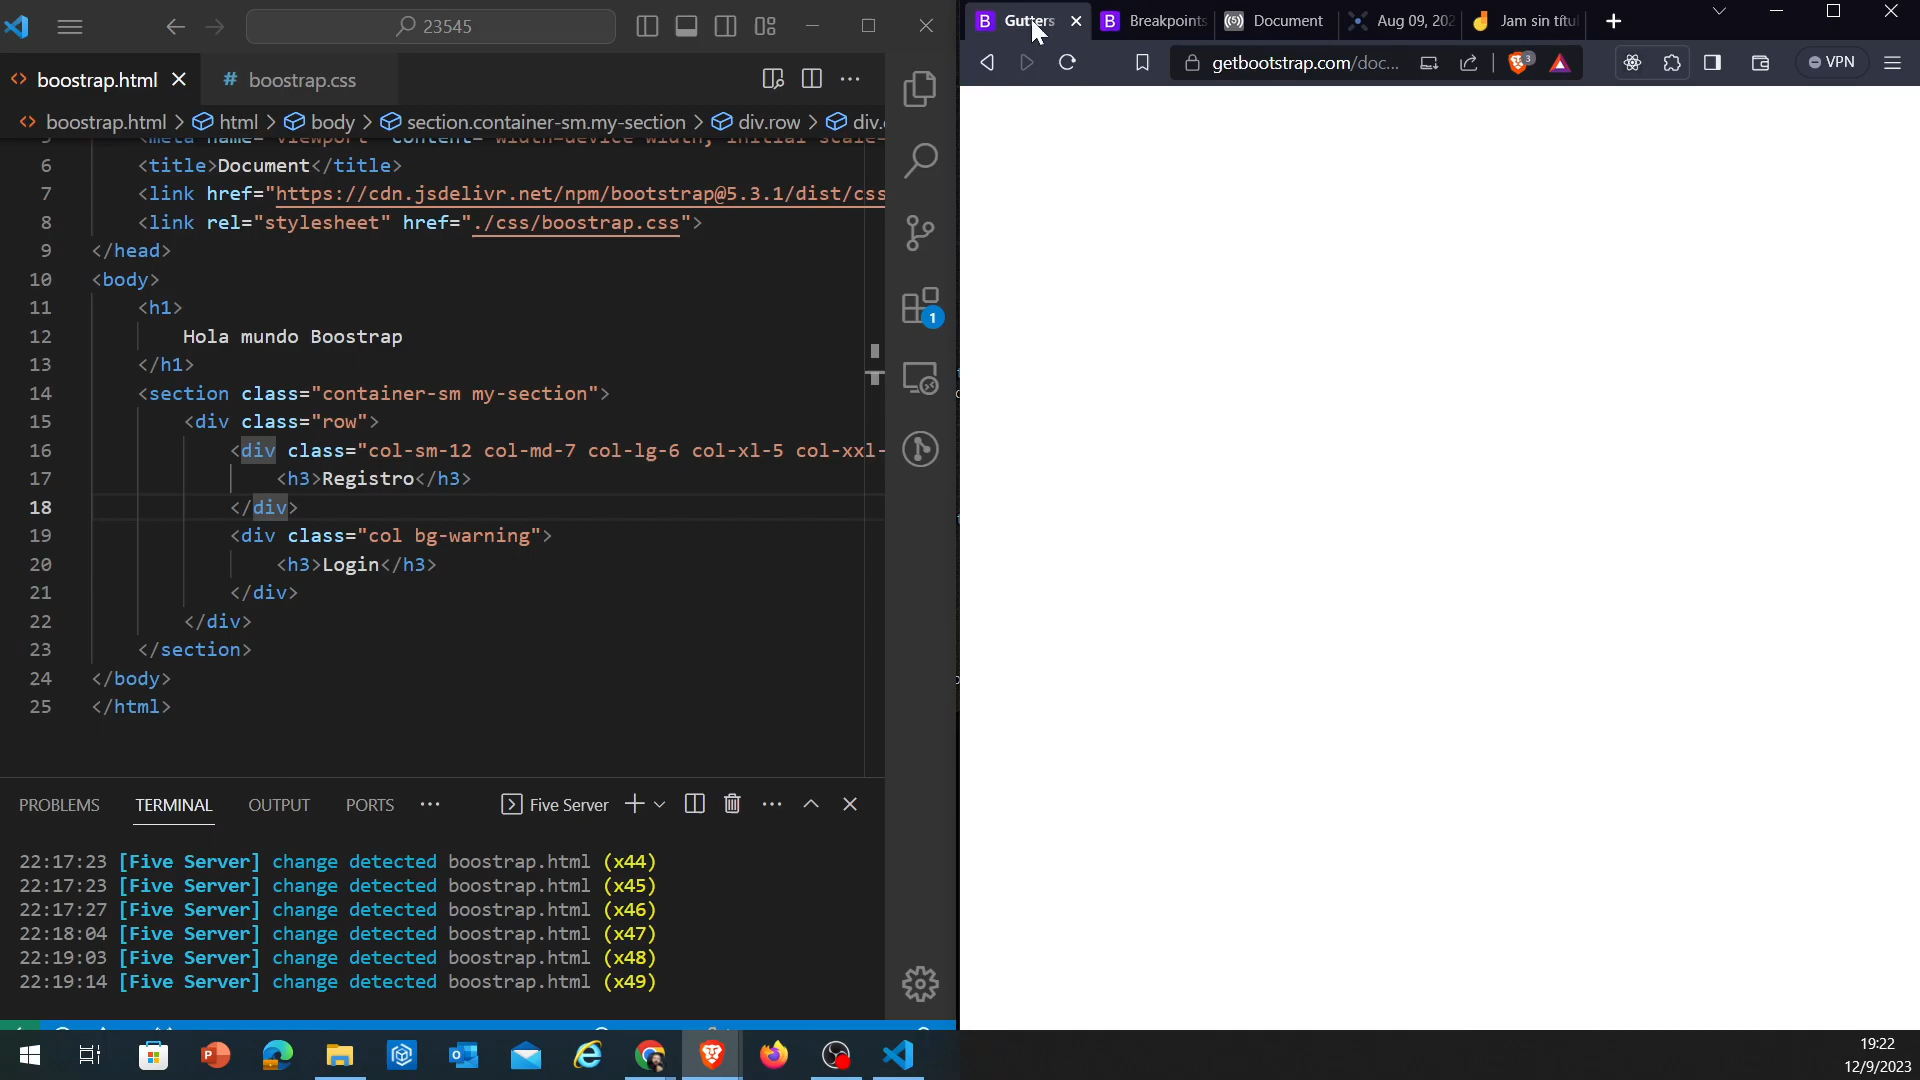 23545
boostrap.html
# boostrap.css
boostrap.html > html > body > section.container-sm.my-section > div.row > div.
6 <title>Document</title>
7 <link href="https://cdn.jsdelivr.net/npm/bootstrap@5.3.1/dist/css
8 <link rel="stylesheet" href="./css/boostrap.css">
9 </head>
10 <body>
11 <h1>
12 Hola mundo Boostrap
13 </h1>
14 <section class="container-sm my-section">
15 <div class="row">
16 <div class="col-sm-12 col-md-7 col-lg-6 col-xl-5 col-xxl-
17 <h3>Registro</h3>
18 </div>
19 <div class="col bg-warning">
20 <h3>Login</h3>
21 </div>
22 </div>
23 </section>
24 </body>
25 </html>
1
PROBLEMS TERMINAL OUTPUT PORTS Five Server
22:17:23 [Five Server] change detected boostrap.html (x44)
22:17:23 [Five Server] change detected boostrap.html (x45)
22:17:27 [Five Server] change detected boostrap.html (x46)
22:18:04 [Five Server] change detected boostrap.html (x47)
22:19:03 [Five Server] change detected boostrap.html (x48)
22:19:14 [Five Server] change detected boostrap.html (x49)
Gutters Breakpoints Document Aug 09, 202 Jam sin títul
getbootstrap.com/doc... 3 VPN
19:22
12/9/2023